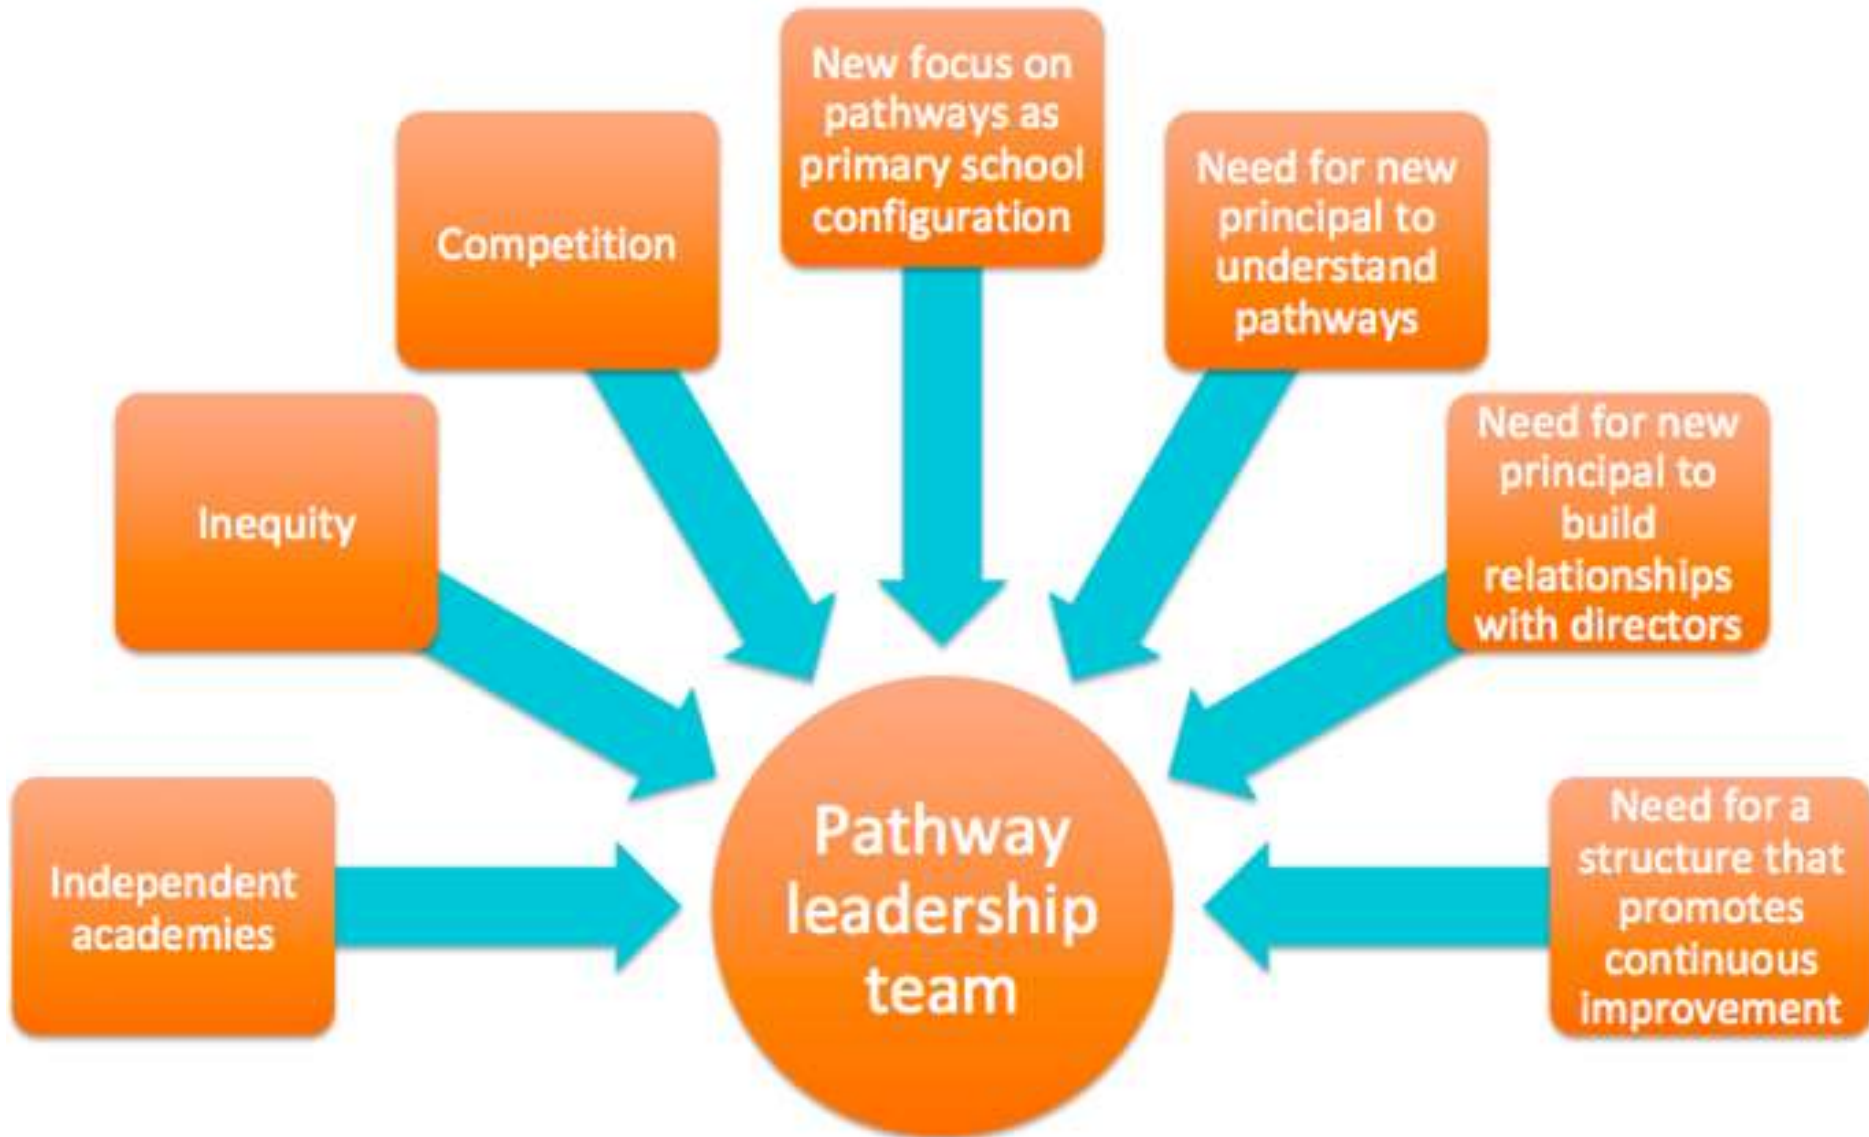 New focus on
pathways as
primary school
configuration
Competition
Need for new
principal to
understand
pathways
Inequity
Need for new
principal to
build
relationships
with directors
Independent
academies
Pathway
leadership
team
Need for a
structure that
promotes
continuous
improvement